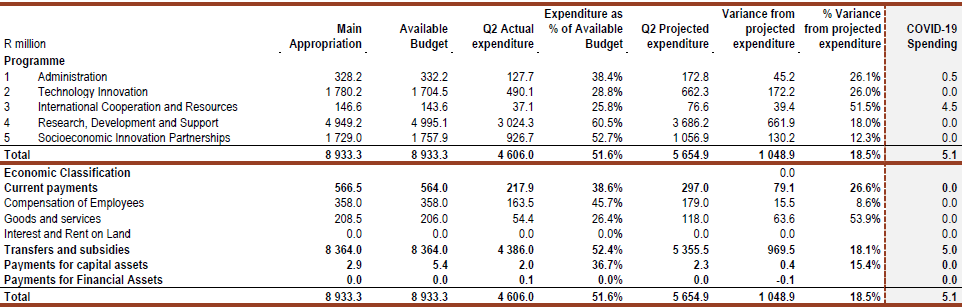 R million Main Appropriation Available Budget Q2 Actual expenditure Expenditure as % of Available Budget Q2 Projected expenditure Variance from projected expenditure % Variance from projected expenditure COVID-19 Spending
Programme
1 Administration 328.2 332.2 127.7 38.4% 172.8 45.2 26.1% 0.5
2 Technology Innovation 1 780.2 1 704.5 490.1 28.8% 662.3 172.2 26.0% 0.0
3 International Cooperation and Resources 146.6 143.6 37.1 25.8% 76.6 39.4 51.5% 4.5
4 Research, Development and Support 4 949.2 4 995.1 3 024.3 60.5% 3 686.2 661.9 18.0% 0.0
5 Socioeconomic Innovation Partnerships 1 729.0 1 757.9 926.7 52.7% 1 056.9 130.2 12.3% 0.0
Total 8 933.3 8 933.3 4 606.0 51.6% 5 654.9 1 048.9 18.5% 5.1
Economic Classification 0.0
Current payments 566.5 564.0 217.9 38.6% 297.0 79.1 26.6% 0.0
Compensation of Employees 358.0 358.0 163.5 45.7% 179.0 15.5 8.6% 0.0
Goods and services 208.5 206.0 54.4 26.4% 118.0 63.6 53.9% 0.0
Interest and Rent on Land 0.0 0.0 0.0 0.0% 0.0 0.0 0.0
Transfers and subsidies 8 364.0 8 364.0 4 386.0 52.4% 5 355.5 969.5 18.1% 5.0
Payments for capital assets 2.9 5.4 2.0 36.7% 2.3 0.4 15.4% 0.0
Payments for Financial Assets 0.0 0.0 0.1 0.0% 0.0 -0.1 0.0
Total 8 933.3 8 933.3 4 606.0 51.6% 5 654.9 1 048.9 18.5% 5.1